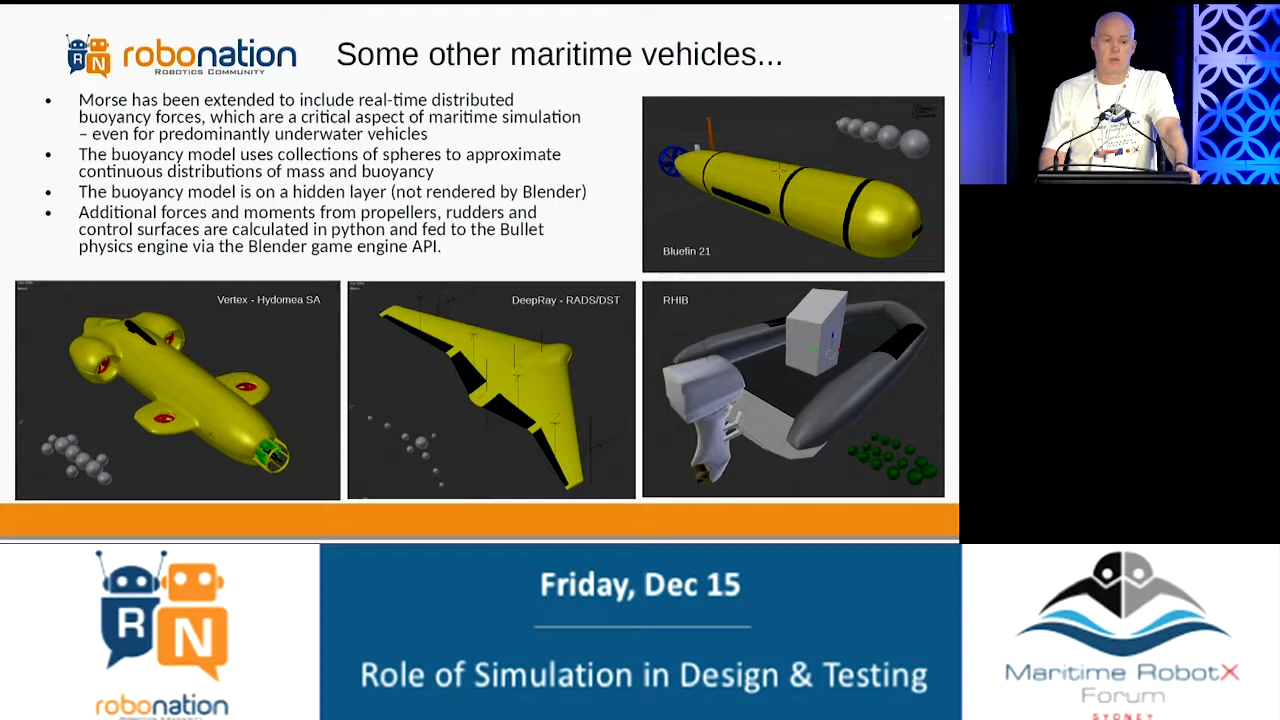 RN
robonation
ROBOTICS COMMUNITY
Some other maritime vehicles...
• Morse has been extended to include real-time distributed
buoyancy forces, which are a critical aspect of maritime simulation
– even for predominantly underwater vehicles
• The buoyancy model uses collections of spheres to approximate
continuous distributions of mass and buoyancy
• The buoyancy model is on a hidden layer (not rendered by Blender)
• Additional forces and moments from propellers, rudders and
control surfaces are calculated in python and fed to the Bullet
physics engine via the Blender game engine API.
Bluefin 21
Vertex - Hydomea SA
DeepRay - RADS/DST
RHIB
RN
robonation
Friday, Dec 15
Role of Simulation in Design & Testing
Maritime RobotX
Forum
SYDNEY